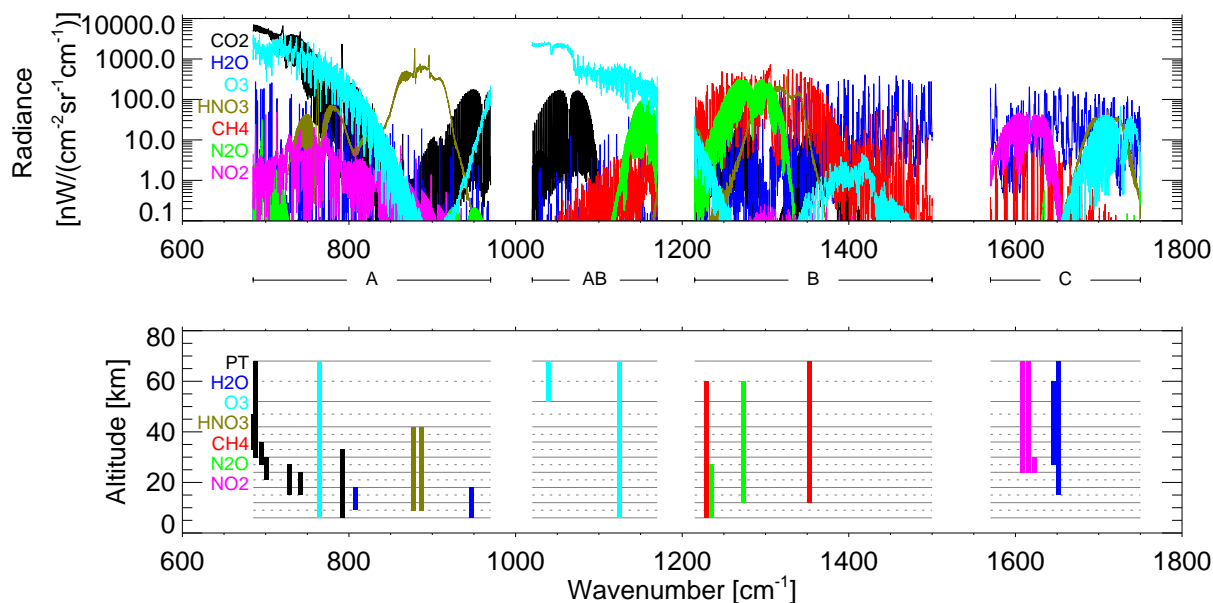 Radiance
[nW/(cm⁻²sr⁻¹cm⁻¹)]
10000.0
1000.0
100.0
10.0
1.0
0.1
CO2
H2O
O3
HNO3
CH4
N2O
NO2
600 800 1000 1200 1400 1600 1800
A AB B C
Altitude [km]
80
60
40
20
0
PT
H2O
O3
HNO3
CH4
N2O
NO2
600 800 1000 1200 1400 1600 1800
Wavenumber [cm⁻¹]